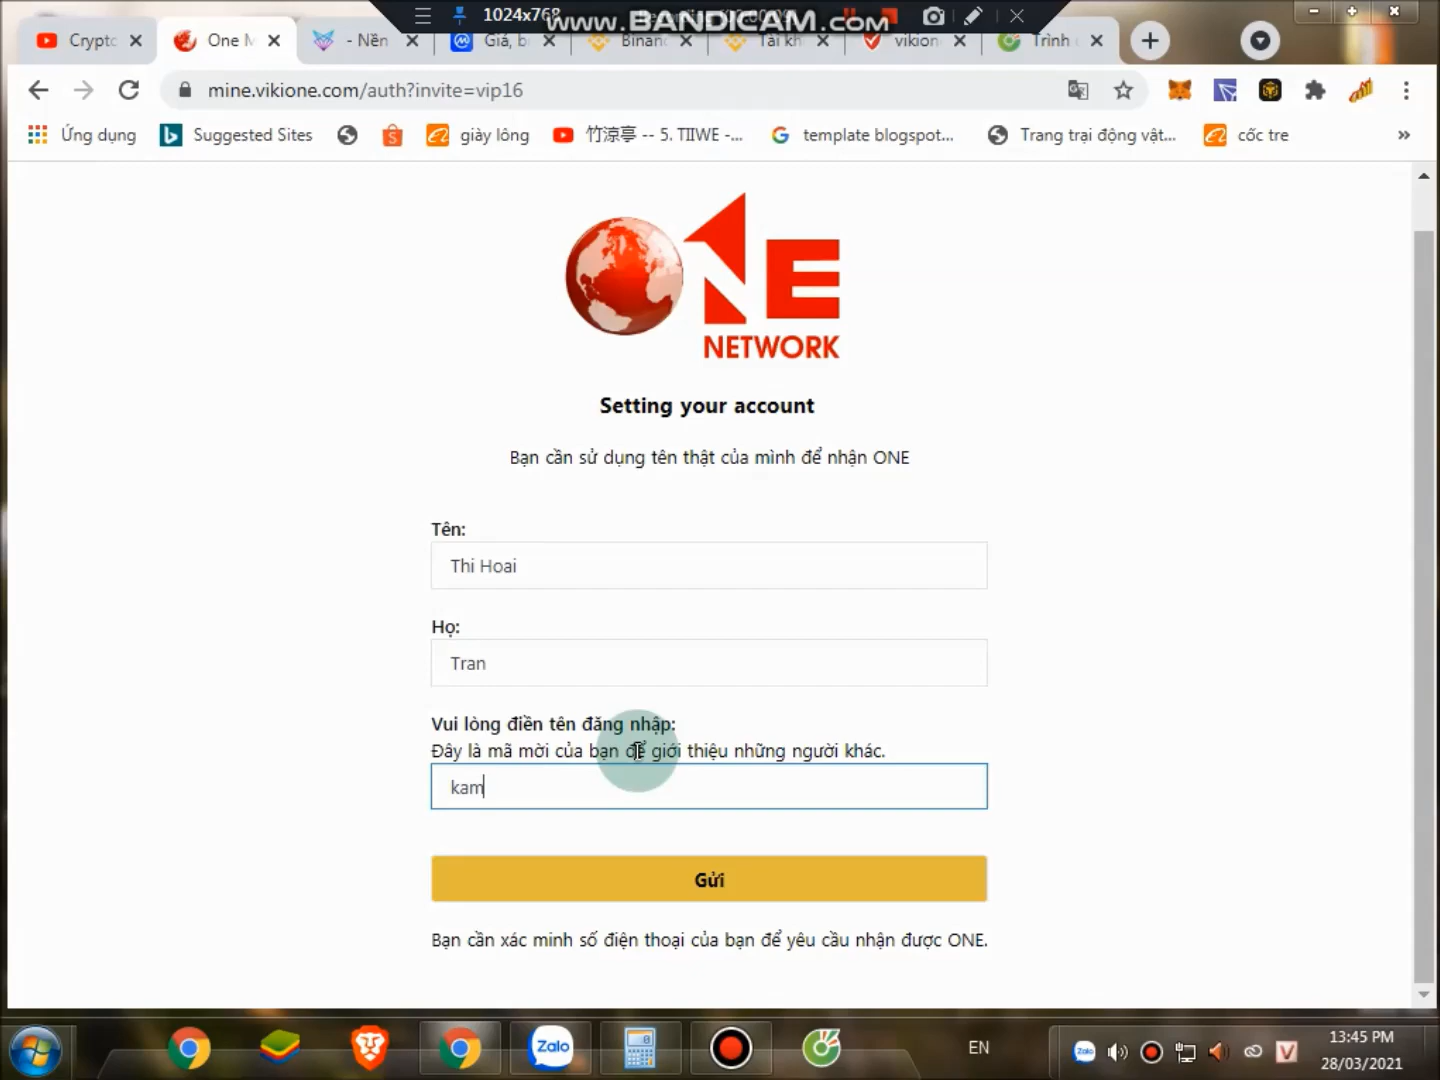 1024x768
www.BANDICAM.com
Crypto
One M
- Nền
Giá, b
Binan
Tài kh
vikion
Trình
mine.vikione.com/auth?invite=vip16
Ứng dụng
Suggested Sites
giày lông
竹涼亭 -- 5. TIIWE -...
template blogspot...
Trang trại động vật...
cốc tre
»
ONE
NETWORK
Setting your account
Bạn cần sử dụng tên thật của mình để nhận ONE
Tên:
Thi Hoai
Họ:
Tran
Vui lòng điền tên đăng nhập:
Đây là mã mời của bạn để giới thiệu những người khác.
kam
Gửi
Bạn cần xác minh số điện thoại của bạn để yêu cầu nhận được ONE.
Zalo
EN
Zalo
V
13:45 PM
28/03/2021